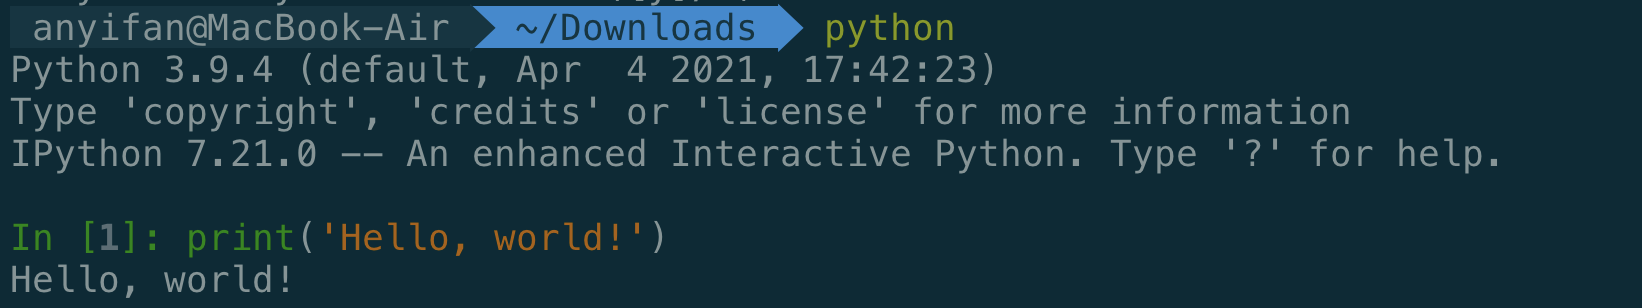 anyifan@MacBook-Air ~/Downloads python
Python 3.9.4 (default, Apr  4 2021, 17:42:23)
Type 'copyright', 'credits' or 'license' for more information
IPython 7.21.0 -- An enhanced Interactive Python. Type '?' for help.
In [1]: print('Hello, world!')
Hello, world!